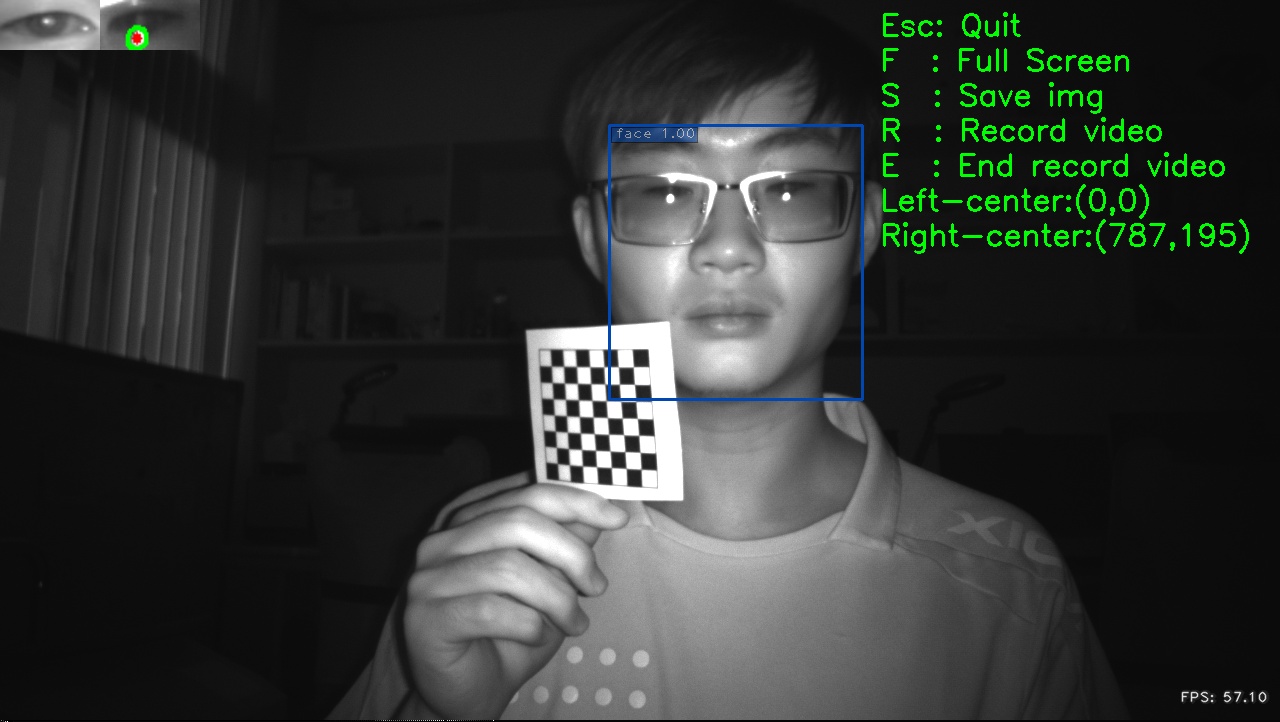 Esc: Quit
F : Full Screen
S : Save img
R : Record video
E : End record video
Left-center:(0,0)
Right-center:(787,195)
face 1.00
XIO
FPS: 57.10